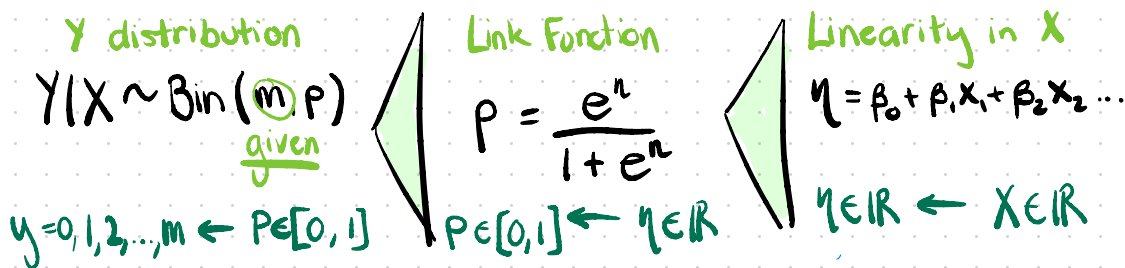 Y distribution
Y|X ~ Bin(m, p)
given
y = 0, 1, 2, ..., m ← P∈[0, 1]
Link Function
p = e^η / (1 + e^η)
P∈[0,1] ← η∈ℝ
Linearity in X
η = β₀ + β₁X₁ + β₂X₂ ...
η∈ℝ ← X∈ℝ